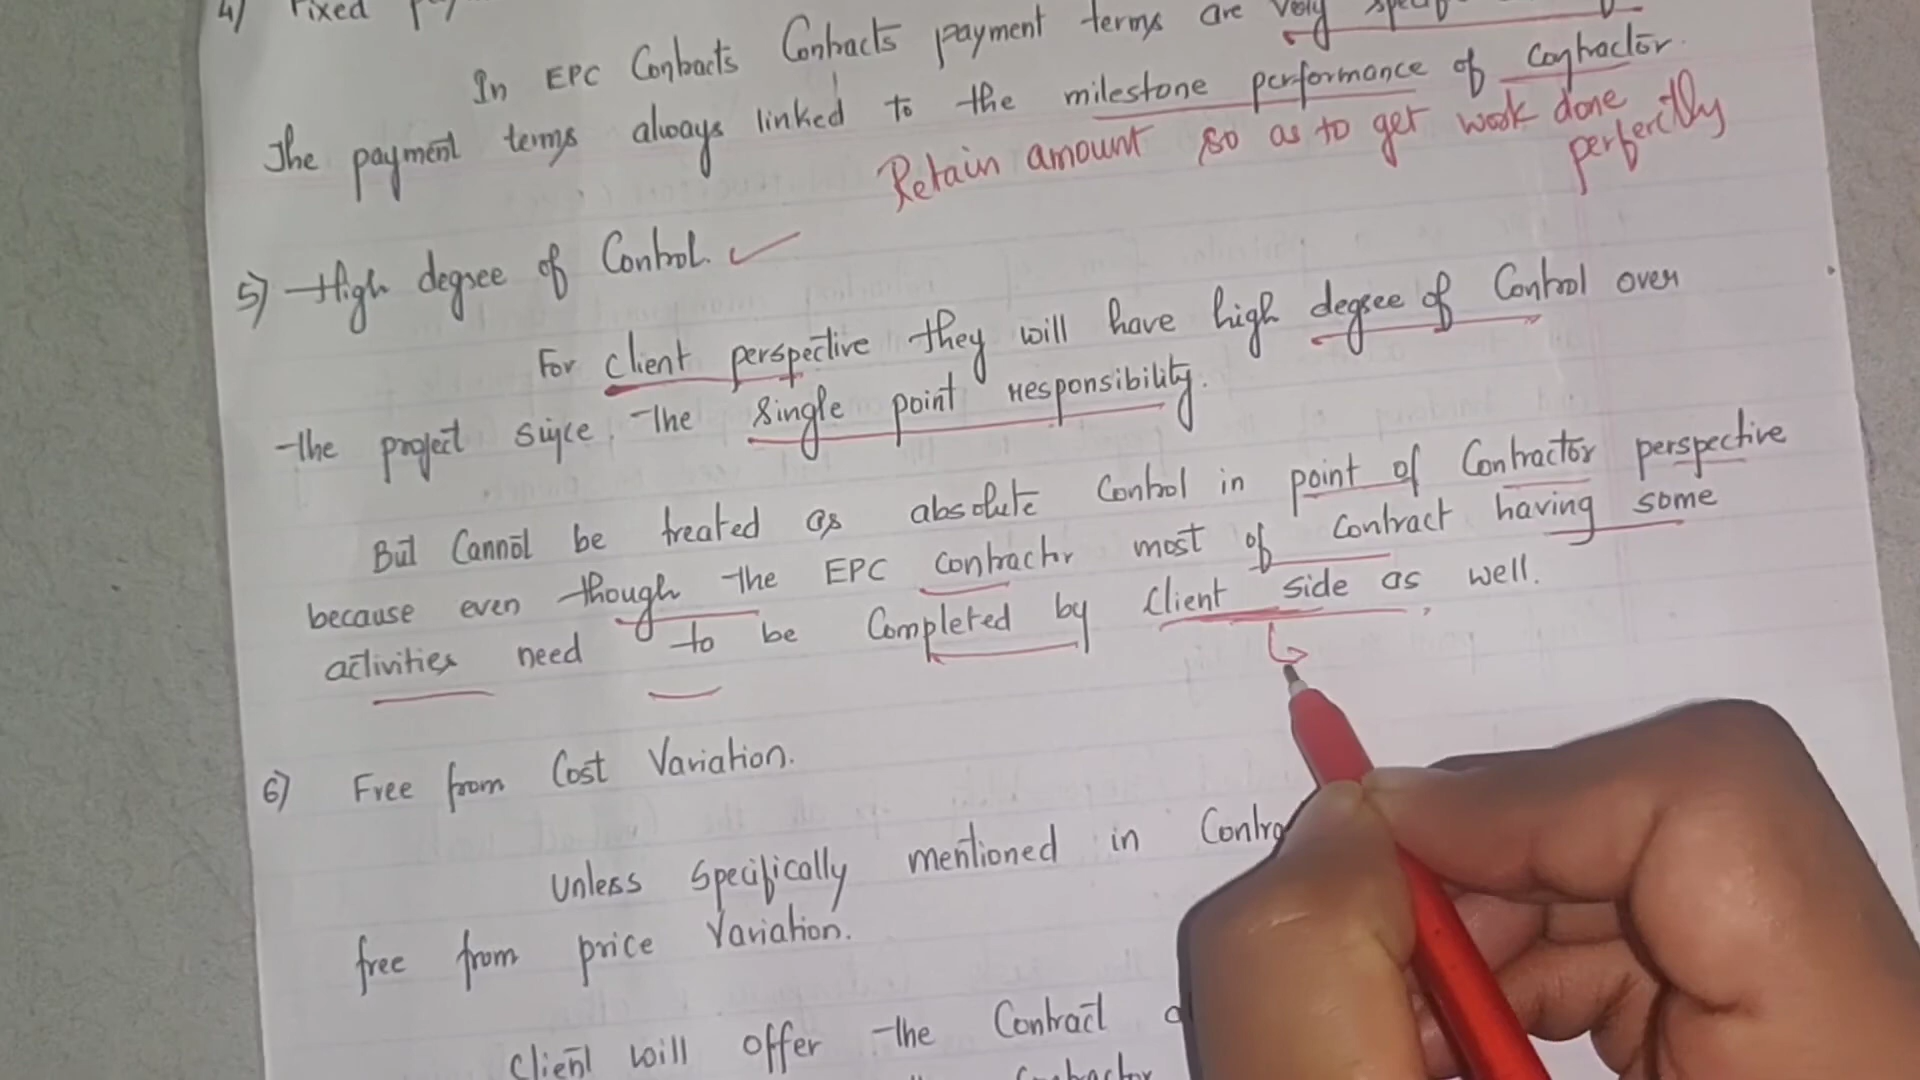 4) Fixed
In EPC Contracts Contracts payment terms are very
The payment terms always linked to the milestone performance of contractor.
Retain amount so as to get work done
perfectly
5) High degree of Control.
For client perspective they will have high degree of Control over
the project since the single point responsibility.
But Cannot be treated as absolute Control in point of Contractor perspective
because even though the EPC contractor most of contract having some
activities need to be Completed by client side as well.
6) Free from Cost Variation.
Unless Specifically mentioned in
free from price Variation.
Client will offer the Contract